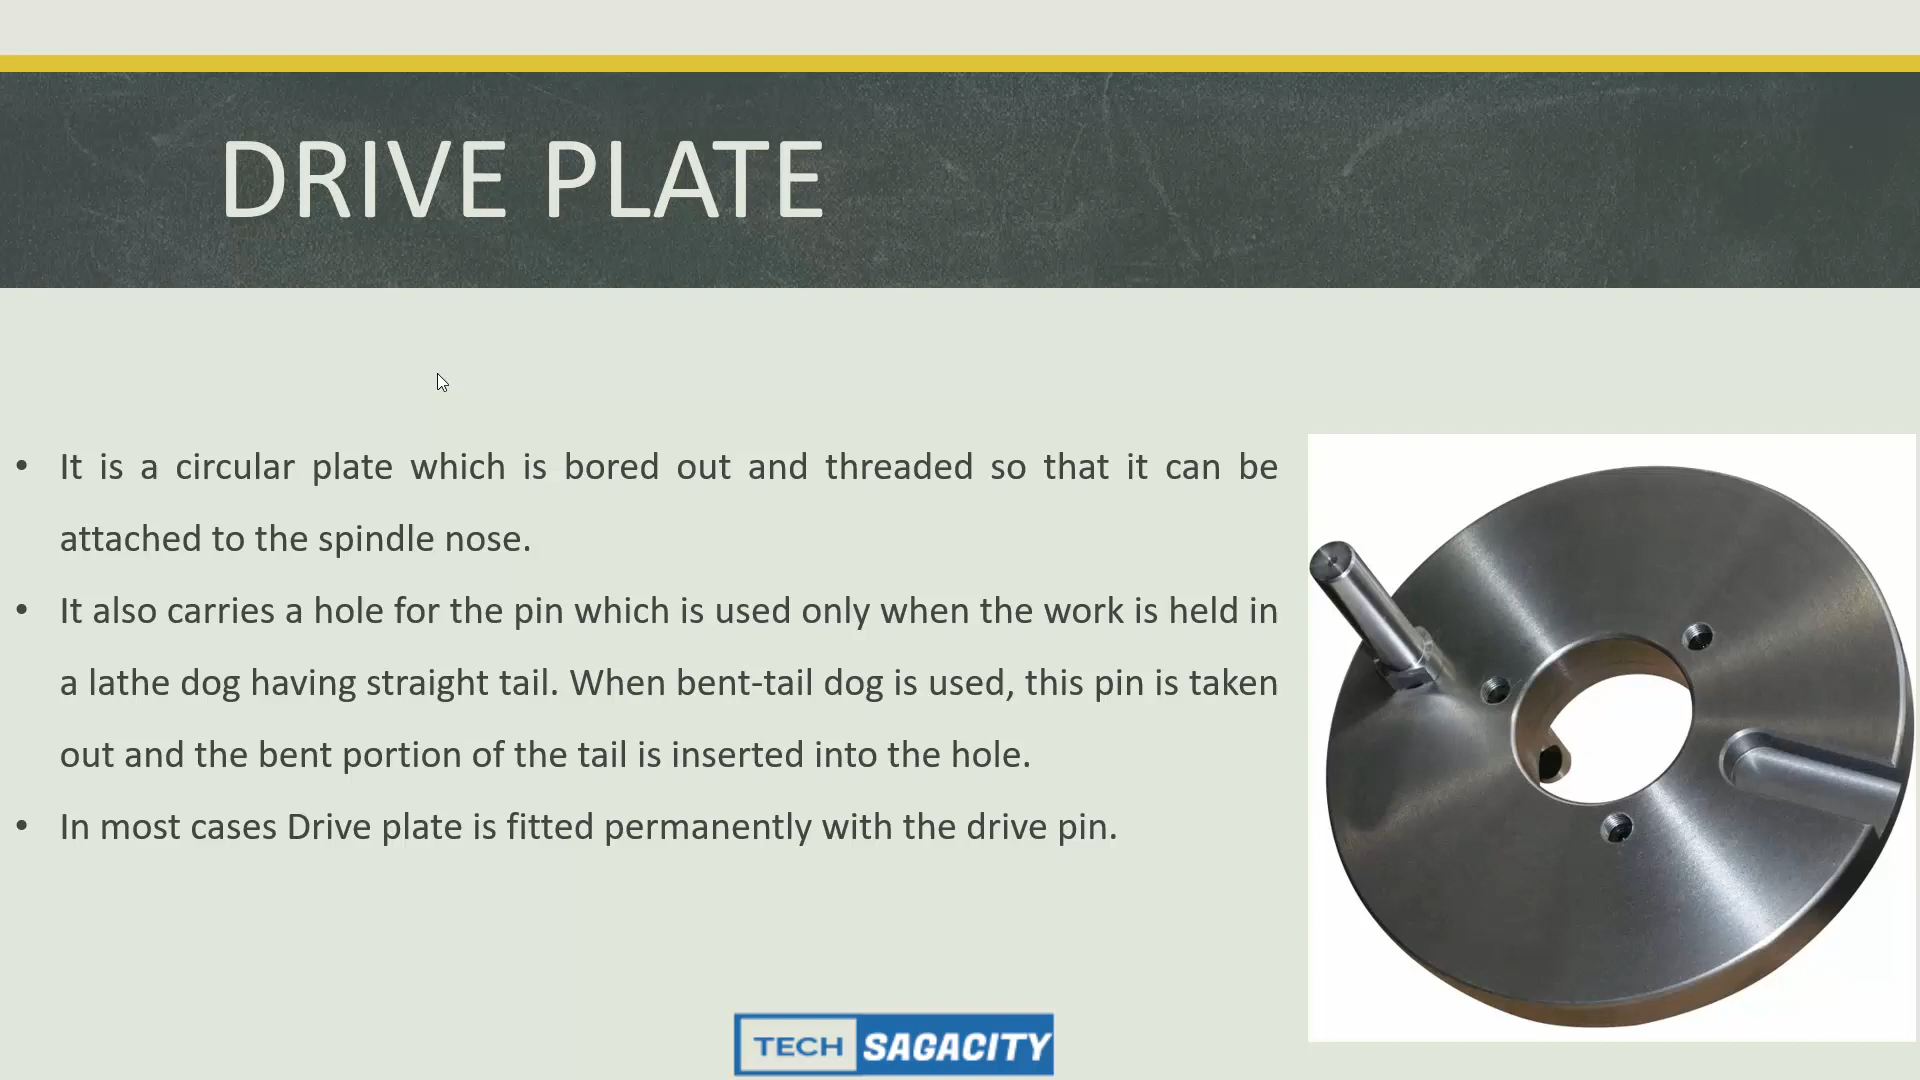 DRIVE PLATE
• It is a circular plate which is bored out and threaded so that it can be
attached to the spindle nose.
• It also carries a hole for the pin which is used only when the work is held in
a lathe dog having straight tail. When bent-tail dog is used, this pin is taken
out and the bent portion of the tail is inserted into the hole.
• In most cases Drive plate is fitted permanently with the drive pin.
TECH SAGACITY